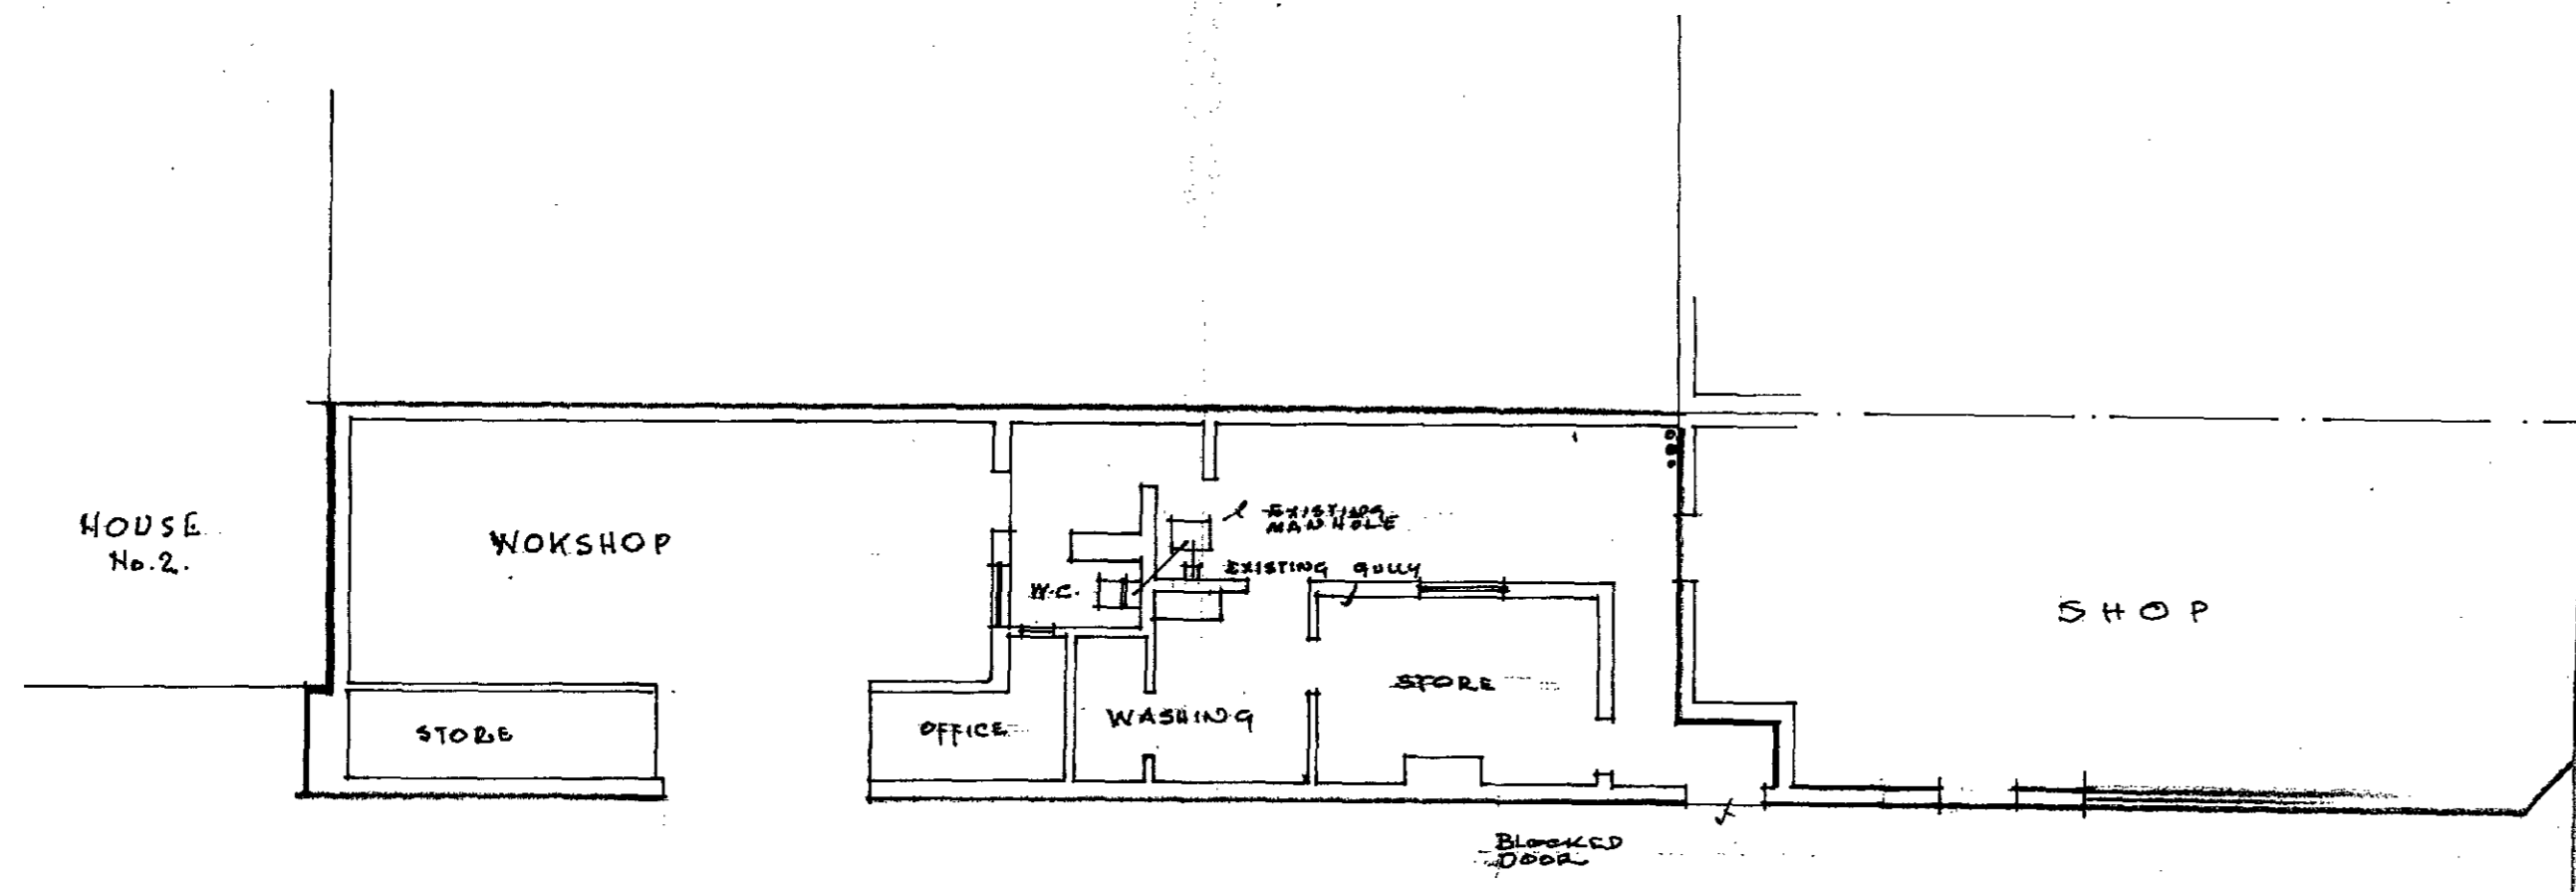 HOUSE
No. 2.
WOKSHOP
EXISTING
MANHOLE
EXISTING GULLY
W.C.
SHOP
STORE
OFFICE
WASHING
STORE
BLOCKED
DOOR